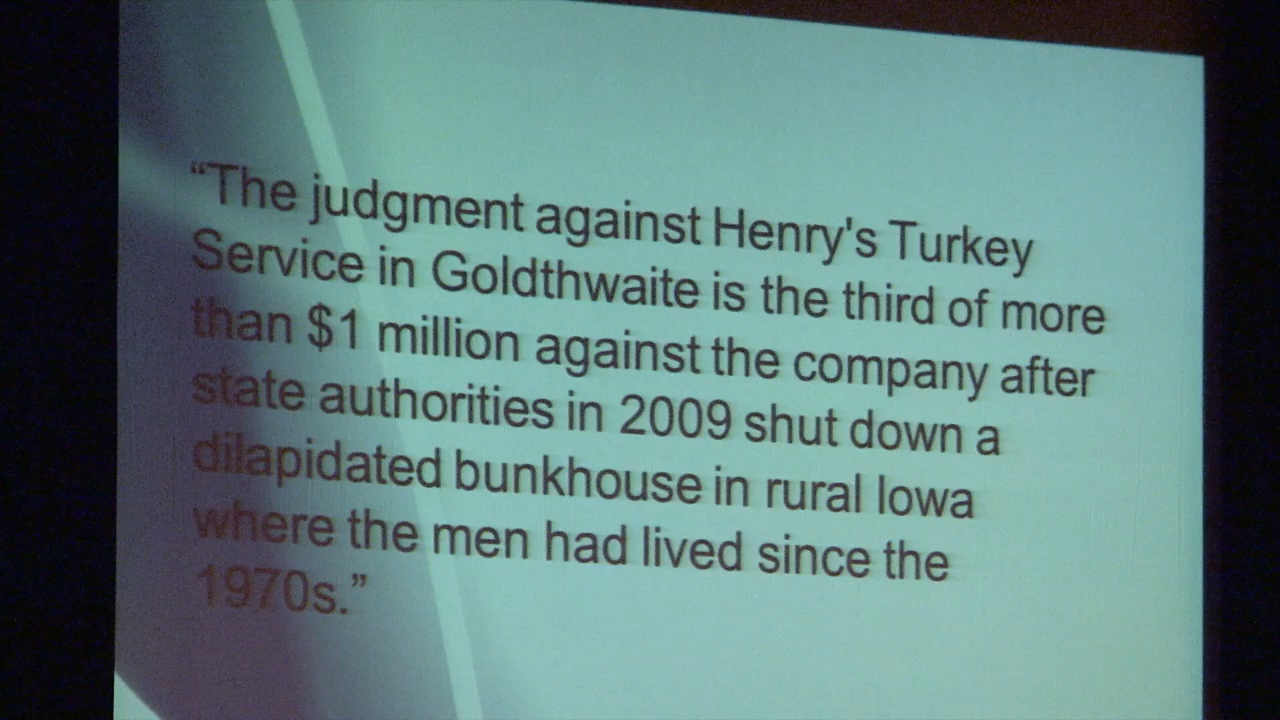 “The judgment against Henry's Turkey
Service in Goldthwaite is the third of more
than $1 million against the company after
state authorities in 2009 shut down a
dilapidated bunkhouse in rural Iowa
where the men had lived since the
1970s.”